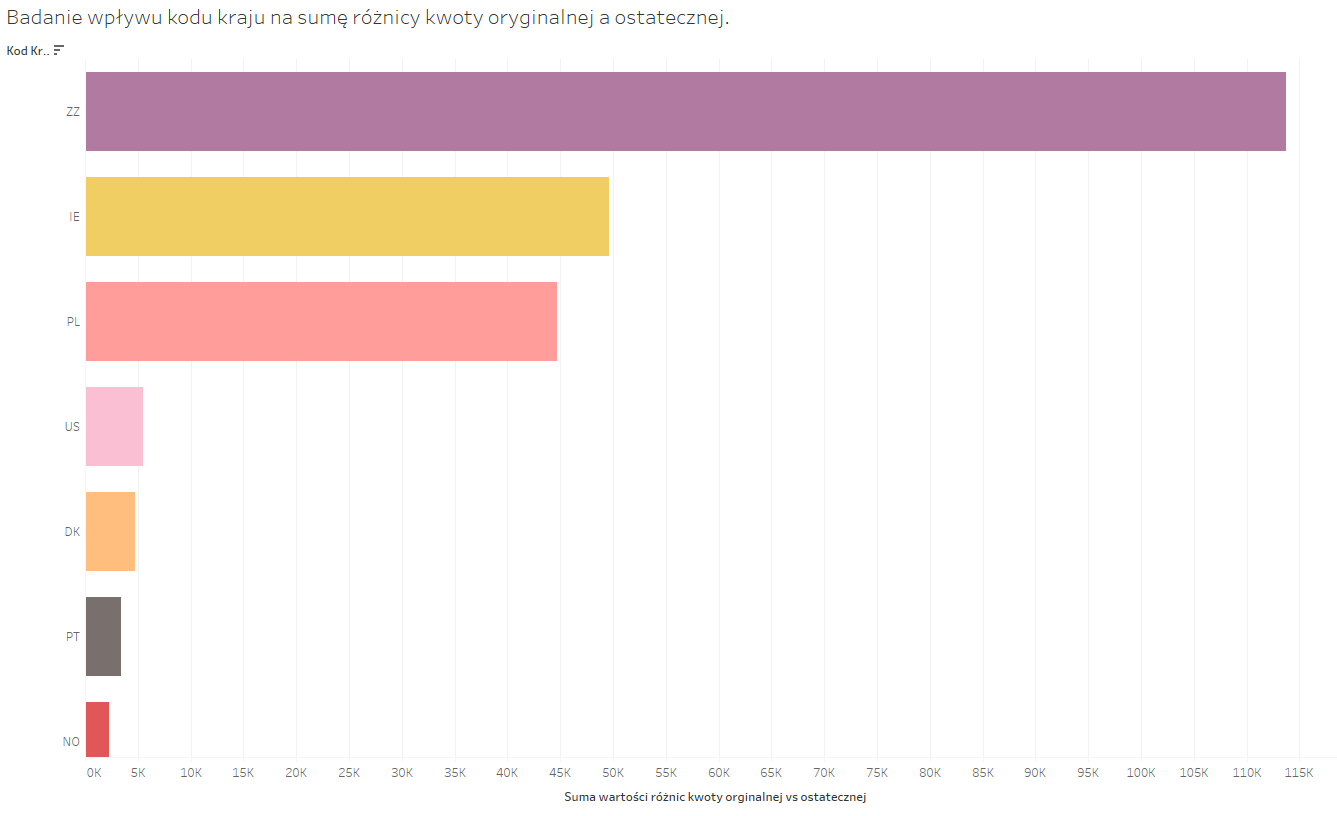 Badanie wpływu kodu kraju na sumę różnicy kwoty oryginalnej a ostatecznej.
Kod Kr..
ZZ
IE
PL
US
DK
PT
NO
0K 5K 10K 15K 20K 25K 30K 35K 40K 45K 50K 55K 60K 65K 70K 75K 80K 85K 90K 95K 100K 105K 110K 115K
Suma wartości różnic kwoty orginalnej vs ostatecznej